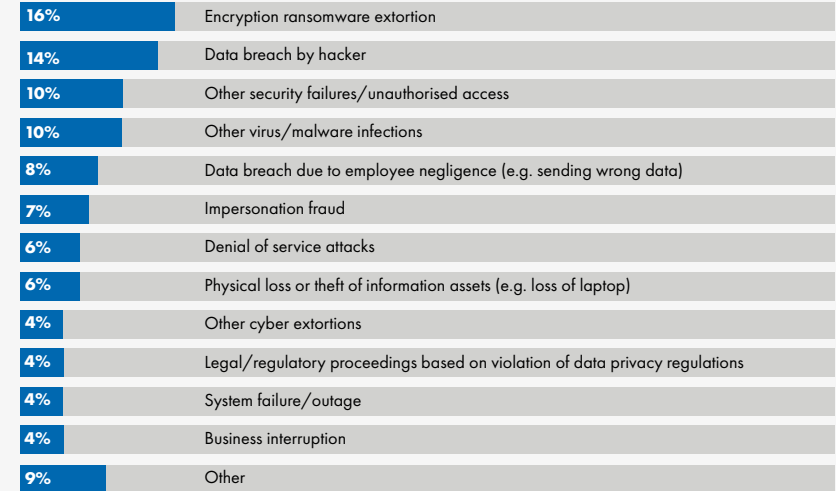 16% Encryption ransomware extortion
14% Data breach by hacker
10% Other security failures/unauthorised access
10% Other virus/malware infections
8% Data breach due to employee negligence (e.g. sending wrong data)
7% Impersonation fraud
6% Denial of service attacks
6% Physical loss or theft of information assets (e.g. loss of laptop)
4% Other cyber extortions
4% Legal/regulatory proceedings based on violation of data privacy regulations
4% System failure/outage
4% Business interruption
9% Other